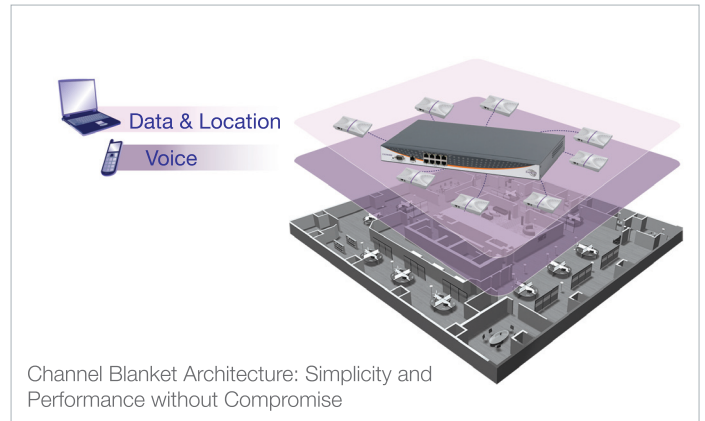 Data & Location
Voice
Channel Blanket Architecture: Simplicity and
Performance without Compromise